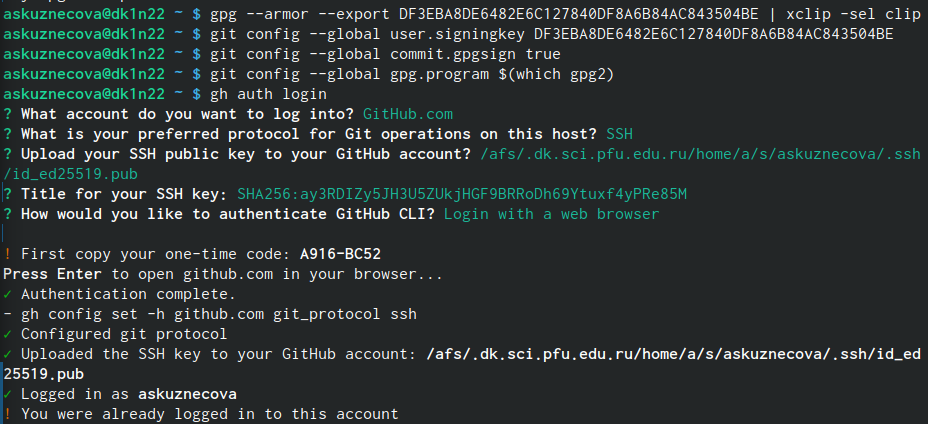 askuznecova@dk1n22 ~ $ gpg --armor --export DF3EBA8DE6482E6C127840DF8A6B84AC843504BE | xclip -sel clip
askuznecova@dk1n22 ~ $ git config --global user.signingkey DF3EBA8DE6482E6C127840DF8A6B84AC843504BE
askuznecova@dk1n22 ~ $ git config --global commit.gpgsign true
askuznecova@dk1n22 ~ $ git config --global gpg.program $(which gpg2)
askuznecova@dk1n22 ~ $ gh auth login
? What account do you want to log into? GitHub.com
? What is your preferred protocol for Git operations on this host? SSH
? Upload your SSH public key to your GitHub account? /afs/.dk.sci.pfu.edu.ru/home/a/s/askuznecova/.ssh
/id_ed25519.pub
? Title for your SSH key: SHA256:ay3RDIZy5JH3U5ZUkjHGF9BRRoDh69Ytuxf4yPRe85M
? How would you like to authenticate GitHub CLI? Login with a web browser
! First copy your one-time code: A916-BC52
Press Enter to open github.com in your browser...
✓ Authentication complete.
- gh config set -h github.com git_protocol ssh
✓ Configured git protocol
✓ Uploaded the SSH key to your GitHub account: /afs/.dk.sci.pfu.edu.ru/home/a/s/askuznecova/.ssh/id_ed
25519.pub
✓ Logged in as askuznecova
! You were already logged in to this account